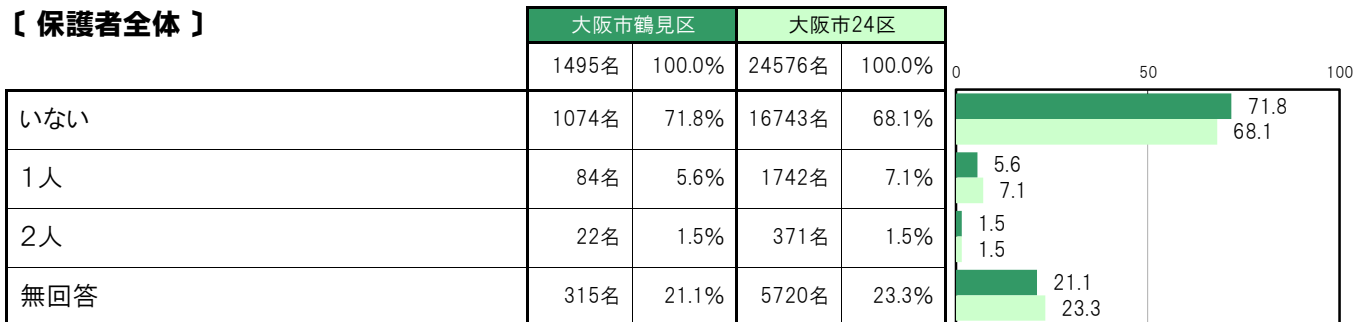 〔 保護者全体 〕
大阪市鶴見区 大阪市24区
1495名 100.0% 24576名 100.0%
0 50 100
いない 1074名 71.8% 16743名 68.1%
71.8
68.1
1人 84名 5.6% 1742名 7.1%
5.6
7.1
2人 22名 1.5% 371名 1.5%
1.5
1.5
無回答 315名 21.1% 5720名 23.3%
21.1
23.3